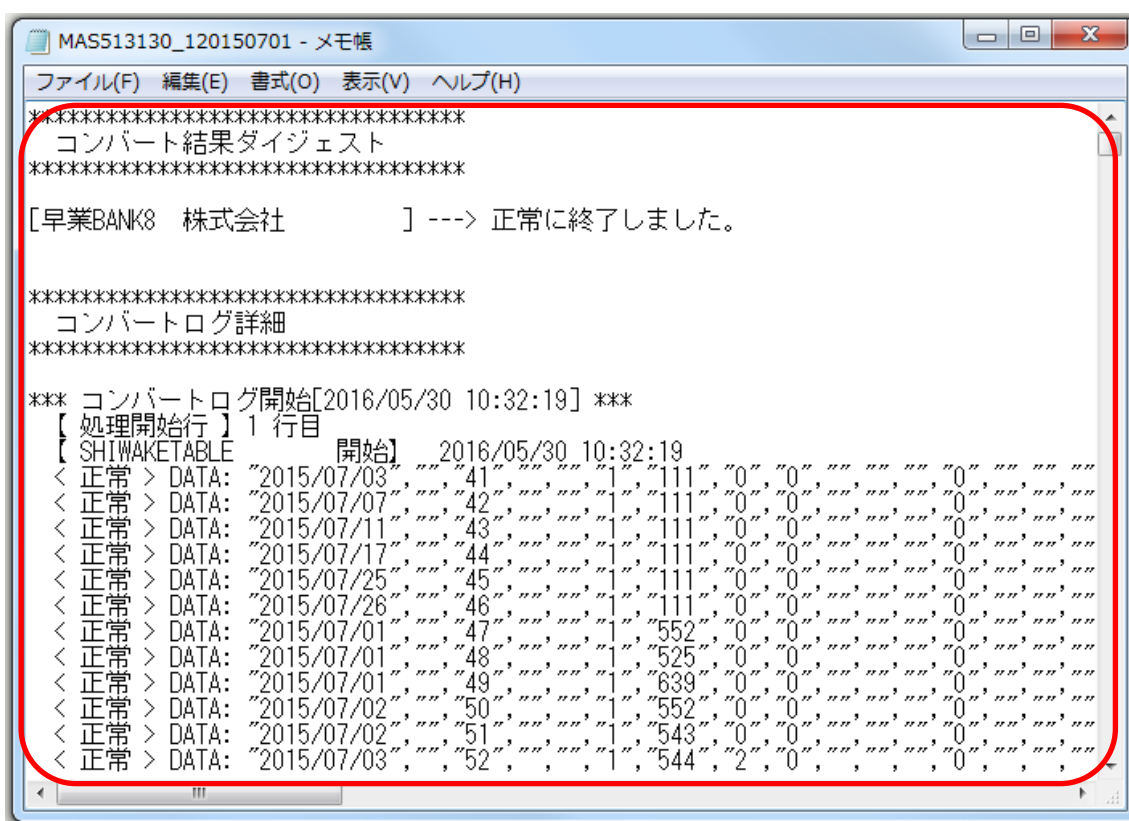 MAS513130_120150701 - メモ帳
ファイル(F) 編集(E) 書式(O) 表示(V) ヘルプ(H)
**********************************
コンバート結果ダイジェスト
**********************************
[早業BANK8 株式会社 ] ---> 正常に終了しました。
**********************************
コンバートログ詳細
**********************************
*** コンバートログ開始[2016/05/30 10:32:19] ***
【 処理開始行 】1 行目
【 SHIWAKETABLE 開始】 2016/05/30 10:32:19
< 正常 > DATA: "2015/07/03","","41","","","1","111","0","0","","","","0","","",""
< 正常 > DATA: "2015/07/07","","42","","","1","111","0","0","","","","0","","",""
< 正常 > DATA: "2015/07/11","","43","","","1","111","0","0","","","","0","","",""
< 正常 > DATA: "2015/07/17","","44","","","1","111","0","0","","","","0","","",""
< 正常 > DATA: "2015/07/25","","45","","","1","111","0","0","","","","0","","",""
< 正常 > DATA: "2015/07/26","","46","","","1","111","0","0","","","","0","","",""
< 正常 > DATA: "2015/07/01","","47","","","1","552","0","0","","","","0","","",""
< 正常 > DATA: "2015/07/01","","48","","","1","525","0","0","","","","0","","",""
< 正常 > DATA: "2015/07/01","","49","","","1","639","0","0","","","","0","","",""
< 正常 > DATA: "2015/07/02","","50","","","1","552","0","0","","","","0","","",""
< 正常 > DATA: "2015/07/02","","51","","","1","543","0","0","","","","0","","",""
< 正常 > DATA: "2015/07/03","","52","","","1","544","2","0","","","","0","","",""